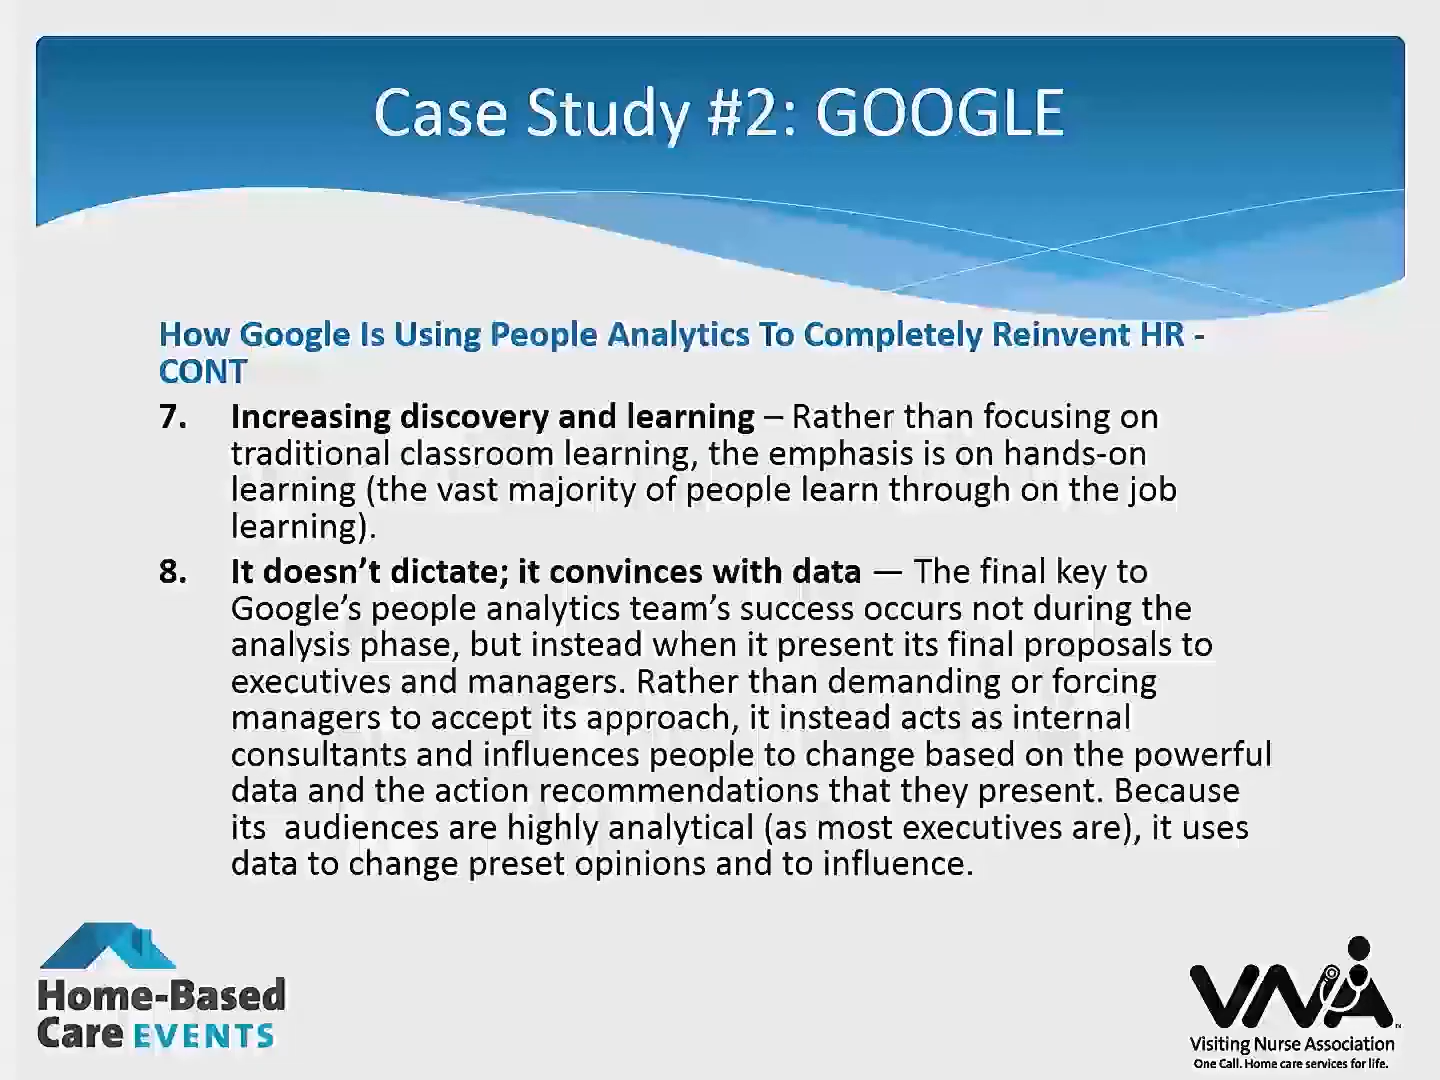 Case Study #2: GOOGLE
How Google Is Using People Analytics To Completely Reinvent HR -
CONT
7. Increasing discovery and learning – Rather than focusing on
traditional classroom learning, the emphasis is on hands-on
learning (the vast majority of people learn through on the job
learning).
8. It doesn’t dictate; it convinces with data — The final key to
Google’s people analytics team’s success occurs not during the
analysis phase, but instead when it present its final proposals to
executives and managers. Rather than demanding or forcing
managers to accept its approach, it instead acts as internal
consultants and influences people to change based on the powerful
data and the action recommendations that they present. Because
its  audiences are highly analytical (as most executives are), it uses
data to change preset opinions and to influence.
Home-Based
Care EVENTS
VNA
Visiting Nurse Association
One Call. Home care services for life.